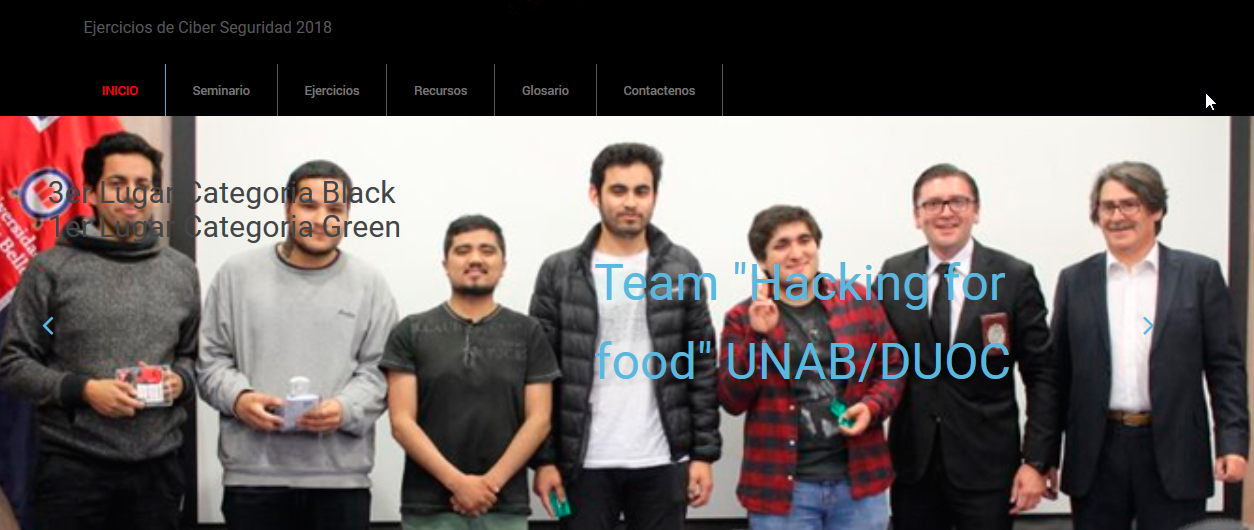 Ejercicios de Ciber Seguridad 2018
INICIO
Seminario
Ejercicios
Recursos
Glosario
Contactenos
3er Lugar Categoria Black
1er Lugar Categoria Green
Team "Hacking for
food" UNAB/DUOC